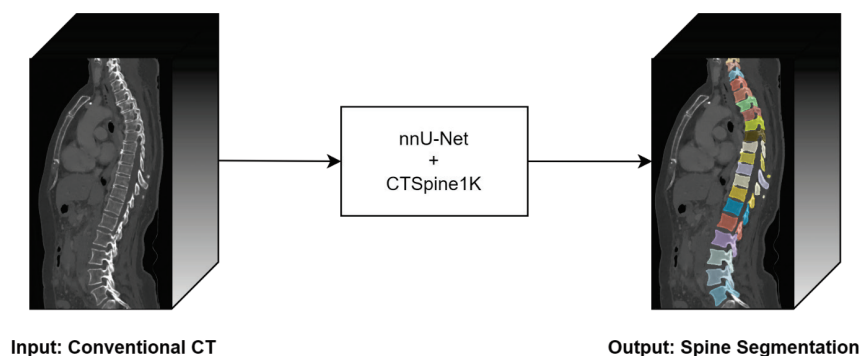 nnU-Net
+
CTSpine1K
Input: Conventional CT
Output: Spine Segmentation